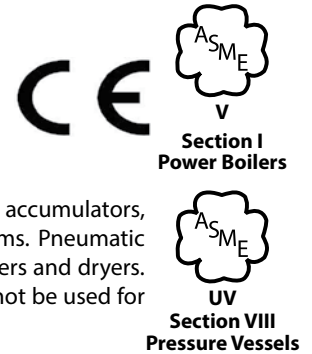 CE
ASME
V
Section I
Power Boilers
accumulators,
ms. Pneumatic
ers and dryers.
not be used for
ASME
UV
Section VIII
Pressure Vessels